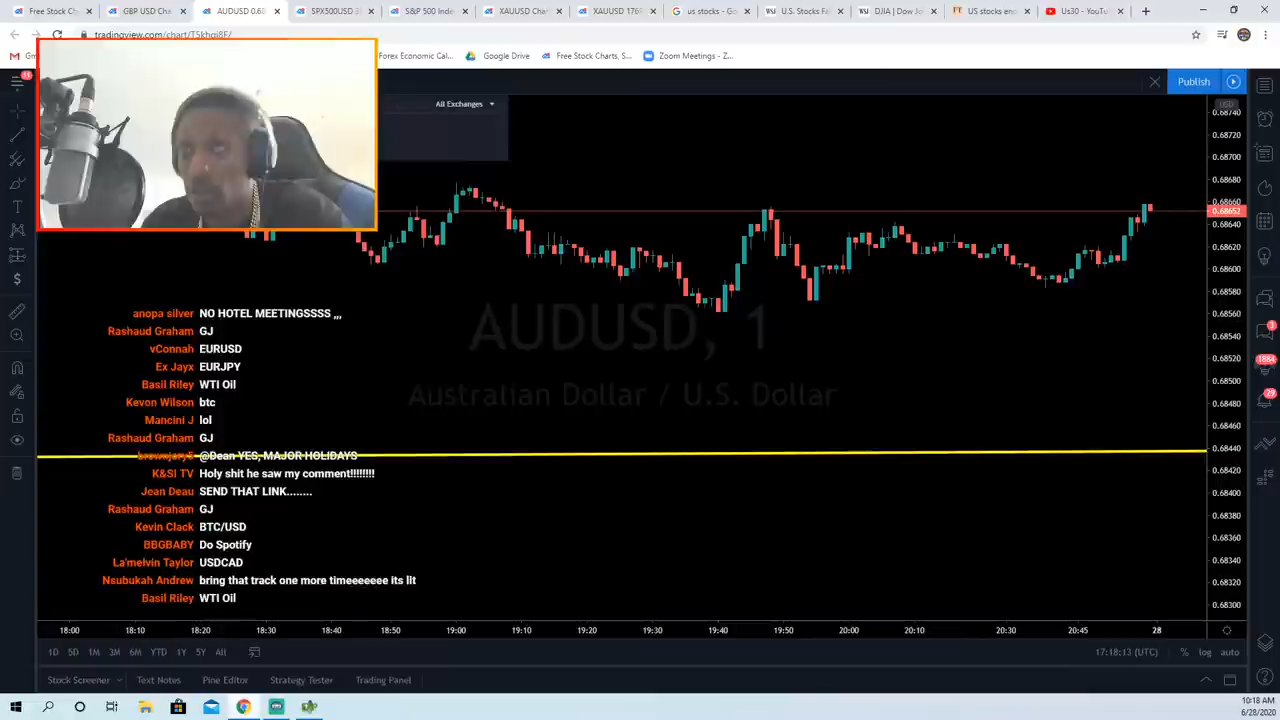 Free Stock Ch
GBP USD Cha
AUDUSD 0.68
SPX500USD 3
S&P 500 Inde
XAUUSD Char
XAUUSD 176
us stocks - Go
U.S. Stocks Re
DJIA | Dow Jo
US stocks enc
Us30 - YouTu
tradingview.com/chart/T5khqi8F/
Gm
Forex Economic Cal...
Google Drive
Free Stock Charts, S...
Zoom Meetings - Z...
11
All Exchanges
Publish
USD
0.68740
0.68720
0.68700
0.68680
0.68660
0.68652
0.68640
0.68620
0.68600
0.68580
0.68560
0.68540
0.68520
0.68500
0.68480
0.68460
0.68440
0.68420
0.68400
0.68380
0.68360
0.68340
0.68320
0.68300
AUDUSD, 1
Australian Dollar / U.S. Dollar
anopa silver NO HOTEL MEETINGSSSS ,,,
Rashaud Graham GJ
vConnah EURUSD
Ex Jayx EURJPY
Basil Riley WTI Oil
Kevon Wilson btc
Mancini J lol
Rashaud Graham GJ
@Dean YES, MAJOR HOLIDAYS
K&SI TV Holy shit he saw my comment!!!!!!!!
Jean Deau SEND THAT LINK........
Rashaud Graham GJ
Kevin Clack BTC/USD
BBGBABY Do Spotify
La'melvin Taylor USDCAD
Nsubukah Andrew bring that track one more timeeeeeee its lit
Basil Riley WTI Oil
3
1884
29
18:00 18:10 18:20 18:30 18:40 18:50 19:00 19:10 19:20 19:30 19:40 19:50 20:00 20:10 20:30 20:45 28
1D 5D 1M 3M 6M YTD 1Y 5Y All
17:18:13 (UTC) % log auto
Stock Screener Text Notes Pine Editor Strategy Tester Trading Panel
10:18 AM
6/28/2020